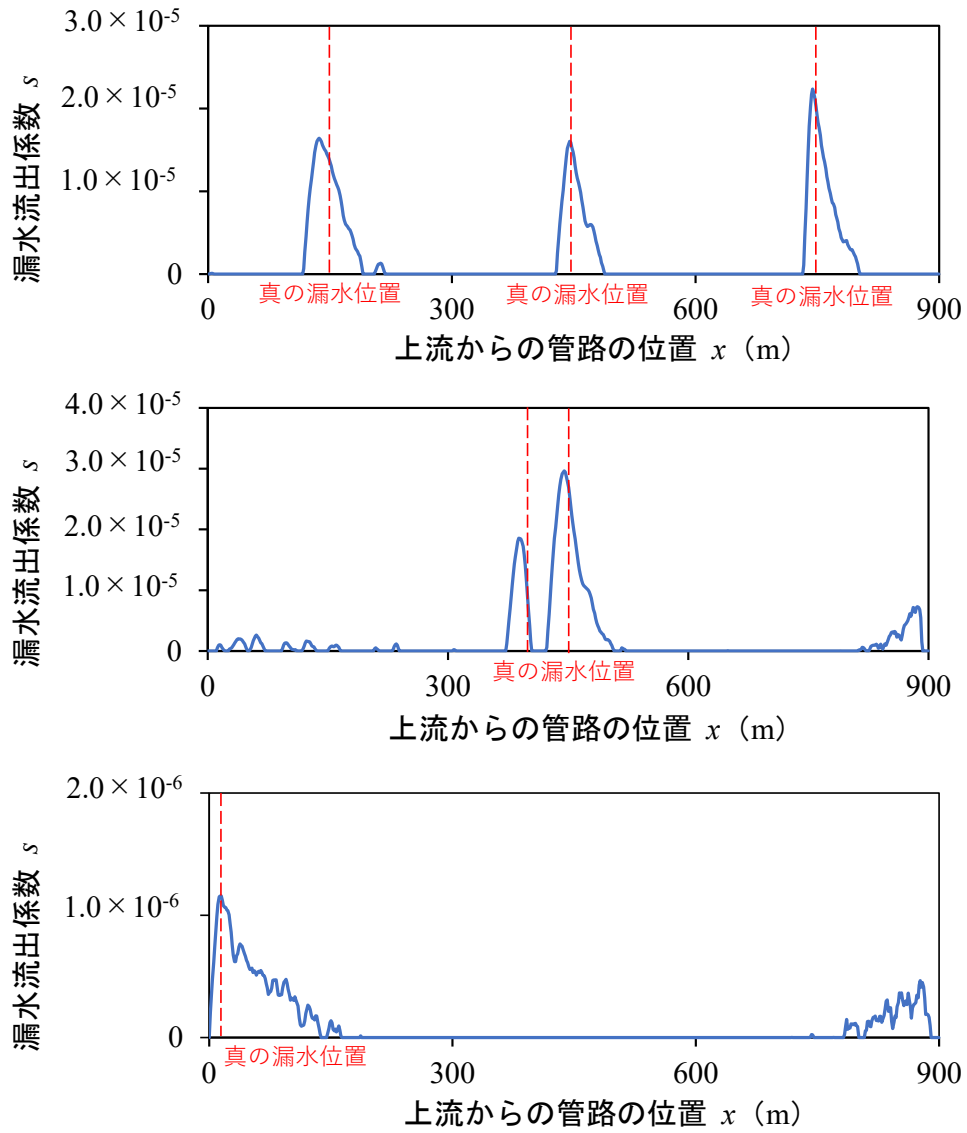 3.0×10⁻⁵
2.0×10⁻⁵
1.0×10⁻⁵
0
漏水流出係数 s
0 300 600 900
真の漏水位置 真の漏水位置 真の漏水位置
上流からの管路の位置 x（m）
4.0×10⁻⁵
3.0×10⁻⁵
2.0×10⁻⁵
1.0×10⁻⁵
0
漏水流出係数 s
真の漏水位置
0 300 600 900
上流からの管路の位置 x（m）
2.0×10⁻⁶
1.0×10⁻⁶
0
漏水流出係数 s
真の漏水位置
0 300 600 900
上流からの管路の位置 x（m）